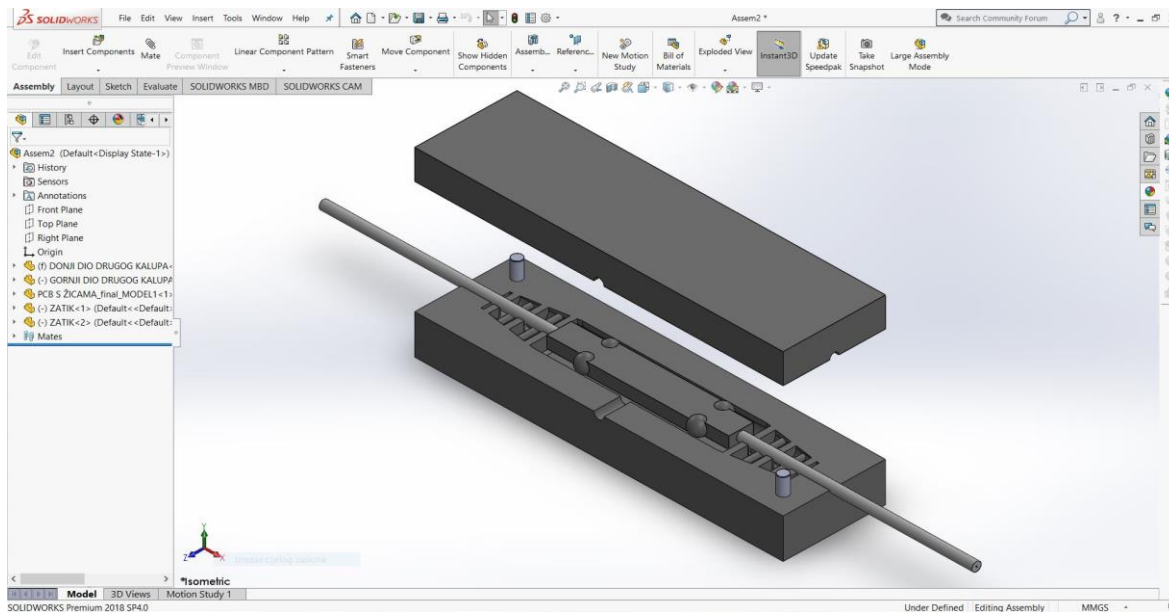 SOLIDWORKS File Edit View Insert Tools Window Help Assem2 * Search Community Forum
Edit Component Insert Components Mate Component Preview Window Linear Component Pattern Smart Fasteners Move Component Show Hidden Components Assemb... Referenc... New Motion Study Bill of Materials Exploded View Instant3D Update Speedpak Take Snapshot Large Assembly Mode
Assembly Layout Sketch Evaluate SOLIDWORKS MBD SOLIDWORKS CAM
Assem2 (Default<Display State-1>)
History
Sensors
Annotations
Front Plane
Top Plane
Right Plane
Origin
(f) DONJI DIO DRUGOG KALUPA<
(-) GORNJI DIO DRUGOG KALUPA
PCB S ŽICAMA_final_MODEL1<1>
(-) ZATIK<1> (Default<<Default:
(-) ZATIK<2> (Default<<Default:
Mates
Y
Z X
*Isometric
Model 3D Views Motion Study 1
SOLIDWORKS Premium 2018 SP4.0 Under Defined Editing Assembly MMGS